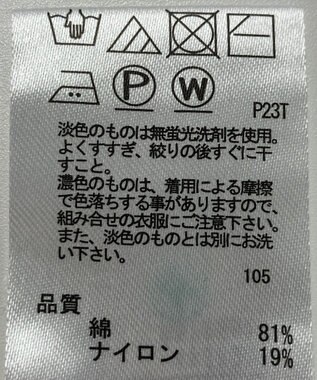 P
W
P23T
淡色のものは無蛍光洗剤を使用。
よくすすぎ、絞りの後すぐに干
すこと。
濃色のものは、着用による摩擦
で色落ちする事がありますので、
組み合せの衣服にご注意下さい。
また、淡色のものとは別にお洗
い下さい。
105
品質
綿 81%
ナイロン 19%